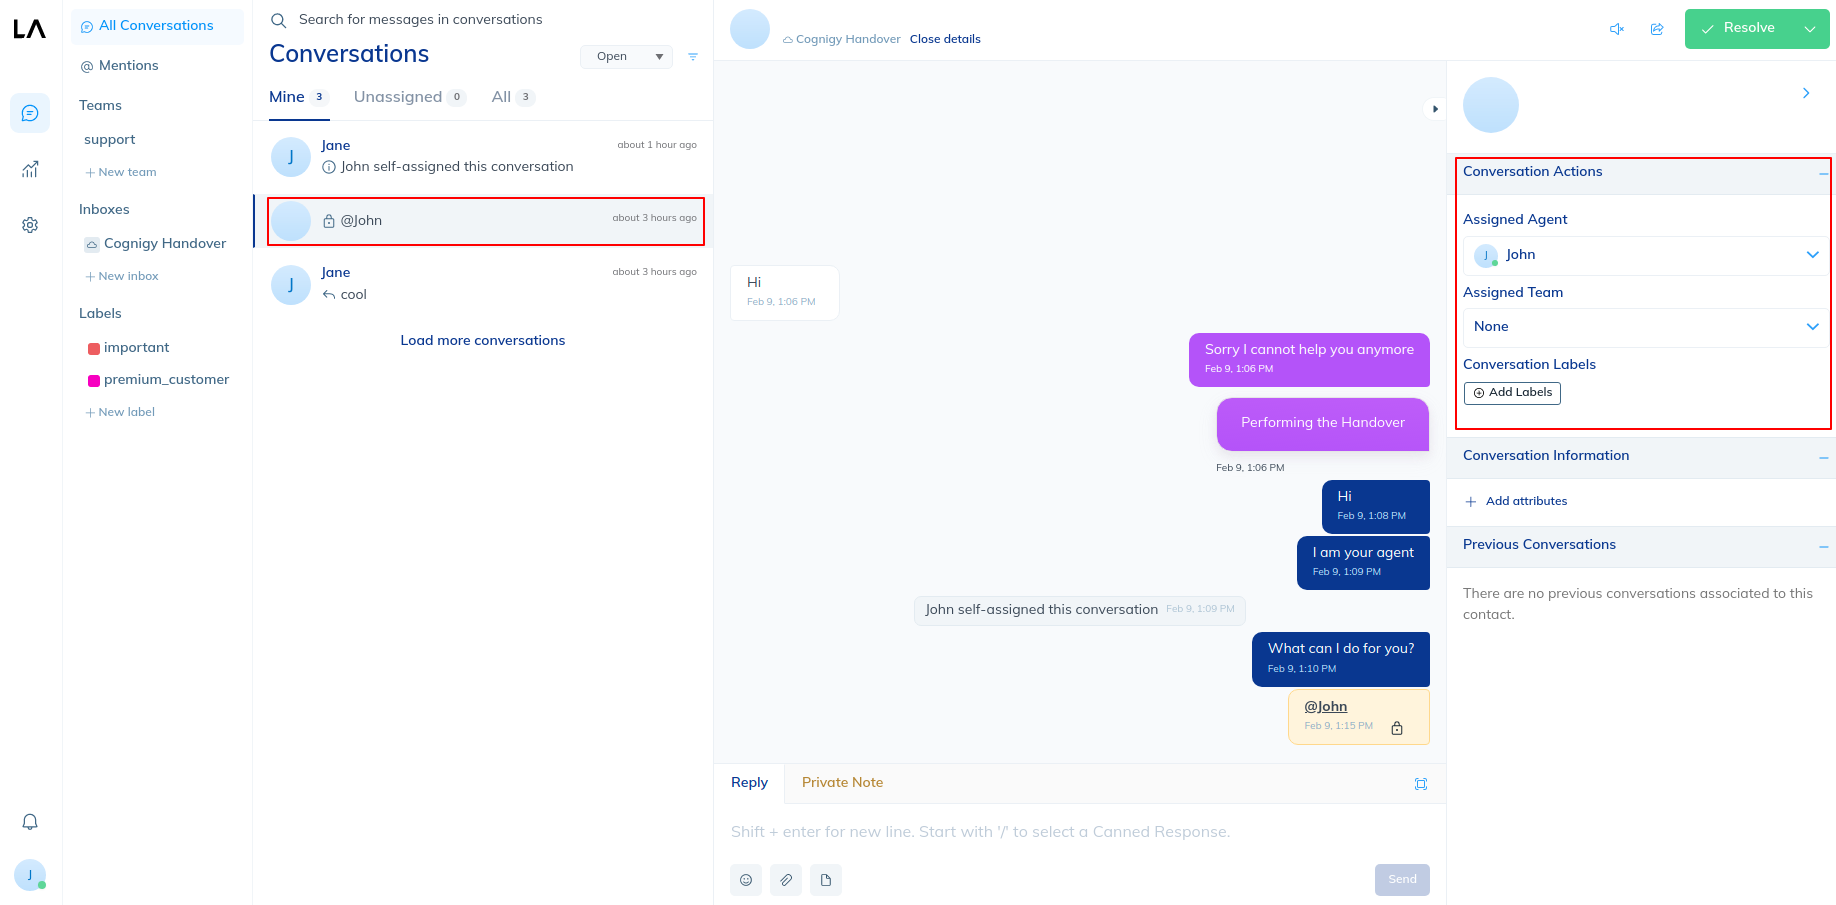 LA
All Conversations
@ Mentions
Teams
support
+ New team
Inboxes
Cognigy Handover
+ New inbox
Labels
important
premium_customer
+ New label
J
Search for messages in conversations
Conversations
Open
Mine 3 Unassigned 0 All 3
J
Jane
about 1 hour ago
John self-assigned this conversation
@John
about 3 hours ago
J
Jane
about 3 hours ago
cool
Load more conversations
Cognigy Handover Close details
Resolve
Hi
Feb 9, 1:06 PM
Sorry I cannot help you anymore
Feb 9, 1:06 PM
Performing the Handover
Feb 9, 1:06 PM
Hi
Feb 9, 1:08 PM
I am your agent
Feb 9, 1:09 PM
John self-assigned this conversation Feb 9, 1:09 PM
What can I do for you?
Feb 9, 1:10 PM
@John
Feb 9, 1:15 PM
Reply Private Note
Shift + enter for new line. Start with '/' to select a Canned Response.
Send
Conversation Actions
Assigned Agent
J John
Assigned Team
None
Conversation Labels
Add Labels
Conversation Information
+ Add attributes
Previous Conversations
There are no previous conversations associated to this
contact.